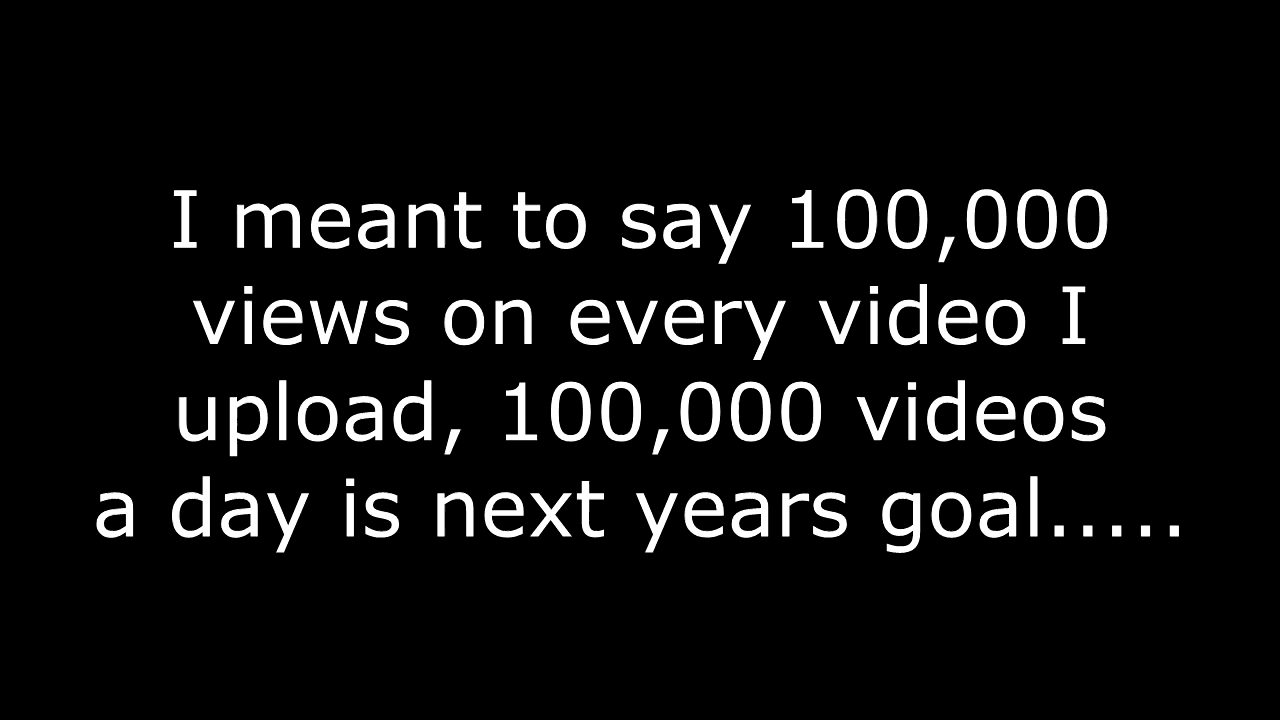 I meant to say 100,000
views on every video I
upload, 100,000 videos
a day is next years goal.....